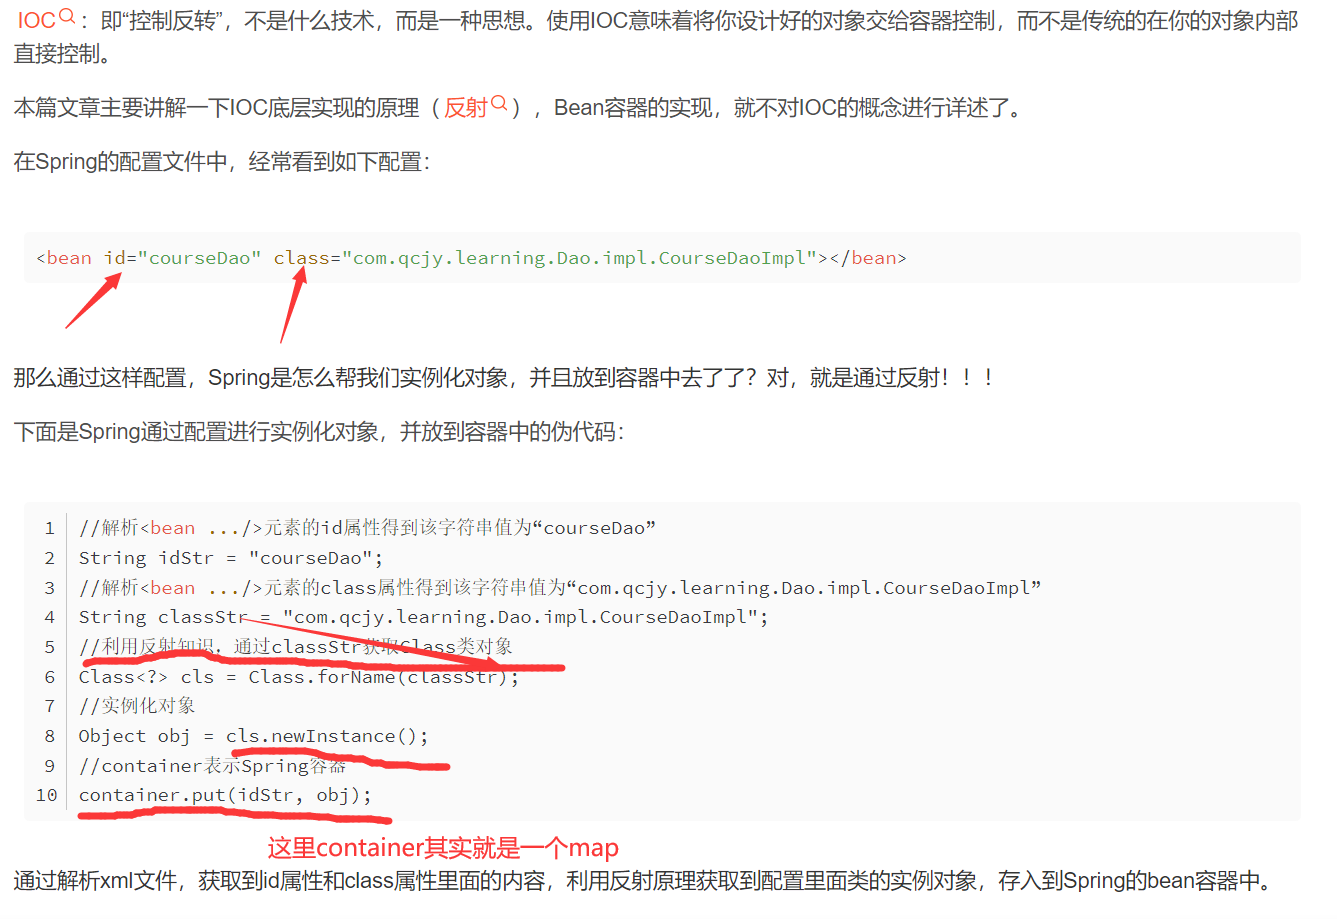 IOC：即“控制反转”，不是什么技术，而是一种思想。使用IOC意味着将你设计好的对象交给容器控制，而不是传统的在你的对象内部
直接控制。
本篇文章主要讲解一下IOC底层实现的原理（反射），Bean容器的实现，就不对IOC的概念进行详述了。
在Spring的配置文件中，经常看到如下配置：
<bean id="courseDao" class="com.qcjy.learning.Dao.impl.CourseDaoImpl"></bean>
那么通过这样配置，Spring是怎么帮我们实例化对象，并且放到容器中去了了？对，就是通过反射！！！
下面是Spring通过配置进行实例化对象，并放到容器中的伪代码：
1 //解析<bean .../>元素的id属性得到该字符串值为“courseDao”
2 String idStr = "courseDao";
3 //解析<bean .../>元素的class属性得到该字符串值为“com.qcjy.learning.Dao.impl.CourseDaoImpl”
4 String classStr = "com.qcjy.learning.Dao.impl.CourseDaoImpl";
5 //利用反射知识，通过classStr获取Class类对象
6 Class<?> cls = Class.forName(classStr);
7 //实例化对象
8 Object obj = cls.newInstance();
9 //container表示Spring容器
10 container.put(idStr, obj);
这里container其实就是一个map
通过解析xml文件，获取到id属性和class属性里面的内容，利用反射原理获取到配置里面类的实例对象，存入到Spring的bean容器中。